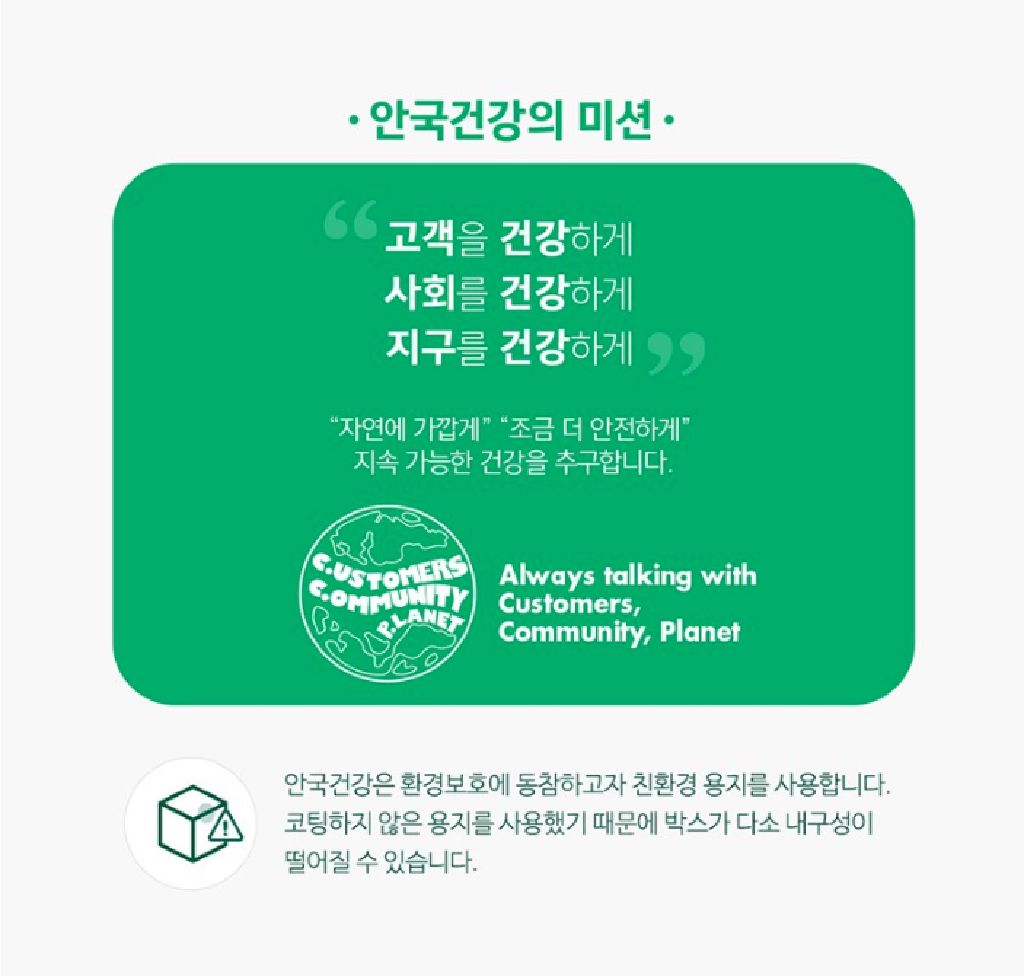 · 안국건강의 미션 ·
“고객을 건강하게
사회를 건강하게
지구를 건강하게”
“자연에 가깝게” “조금 더 안전하게”
지속 가능한 건강을 추구합니다.
C.USTOMERS
C.OMMUNITY
P.LANET
Always talking with
Customers,
Community, Planet
안국건강은 환경보호에 동참하고자 친환경 용지를 사용합니다.
코팅하지 않은 용지를 사용했기 때문에 박스가 다소 내구성이
떨어질 수 있습니다.